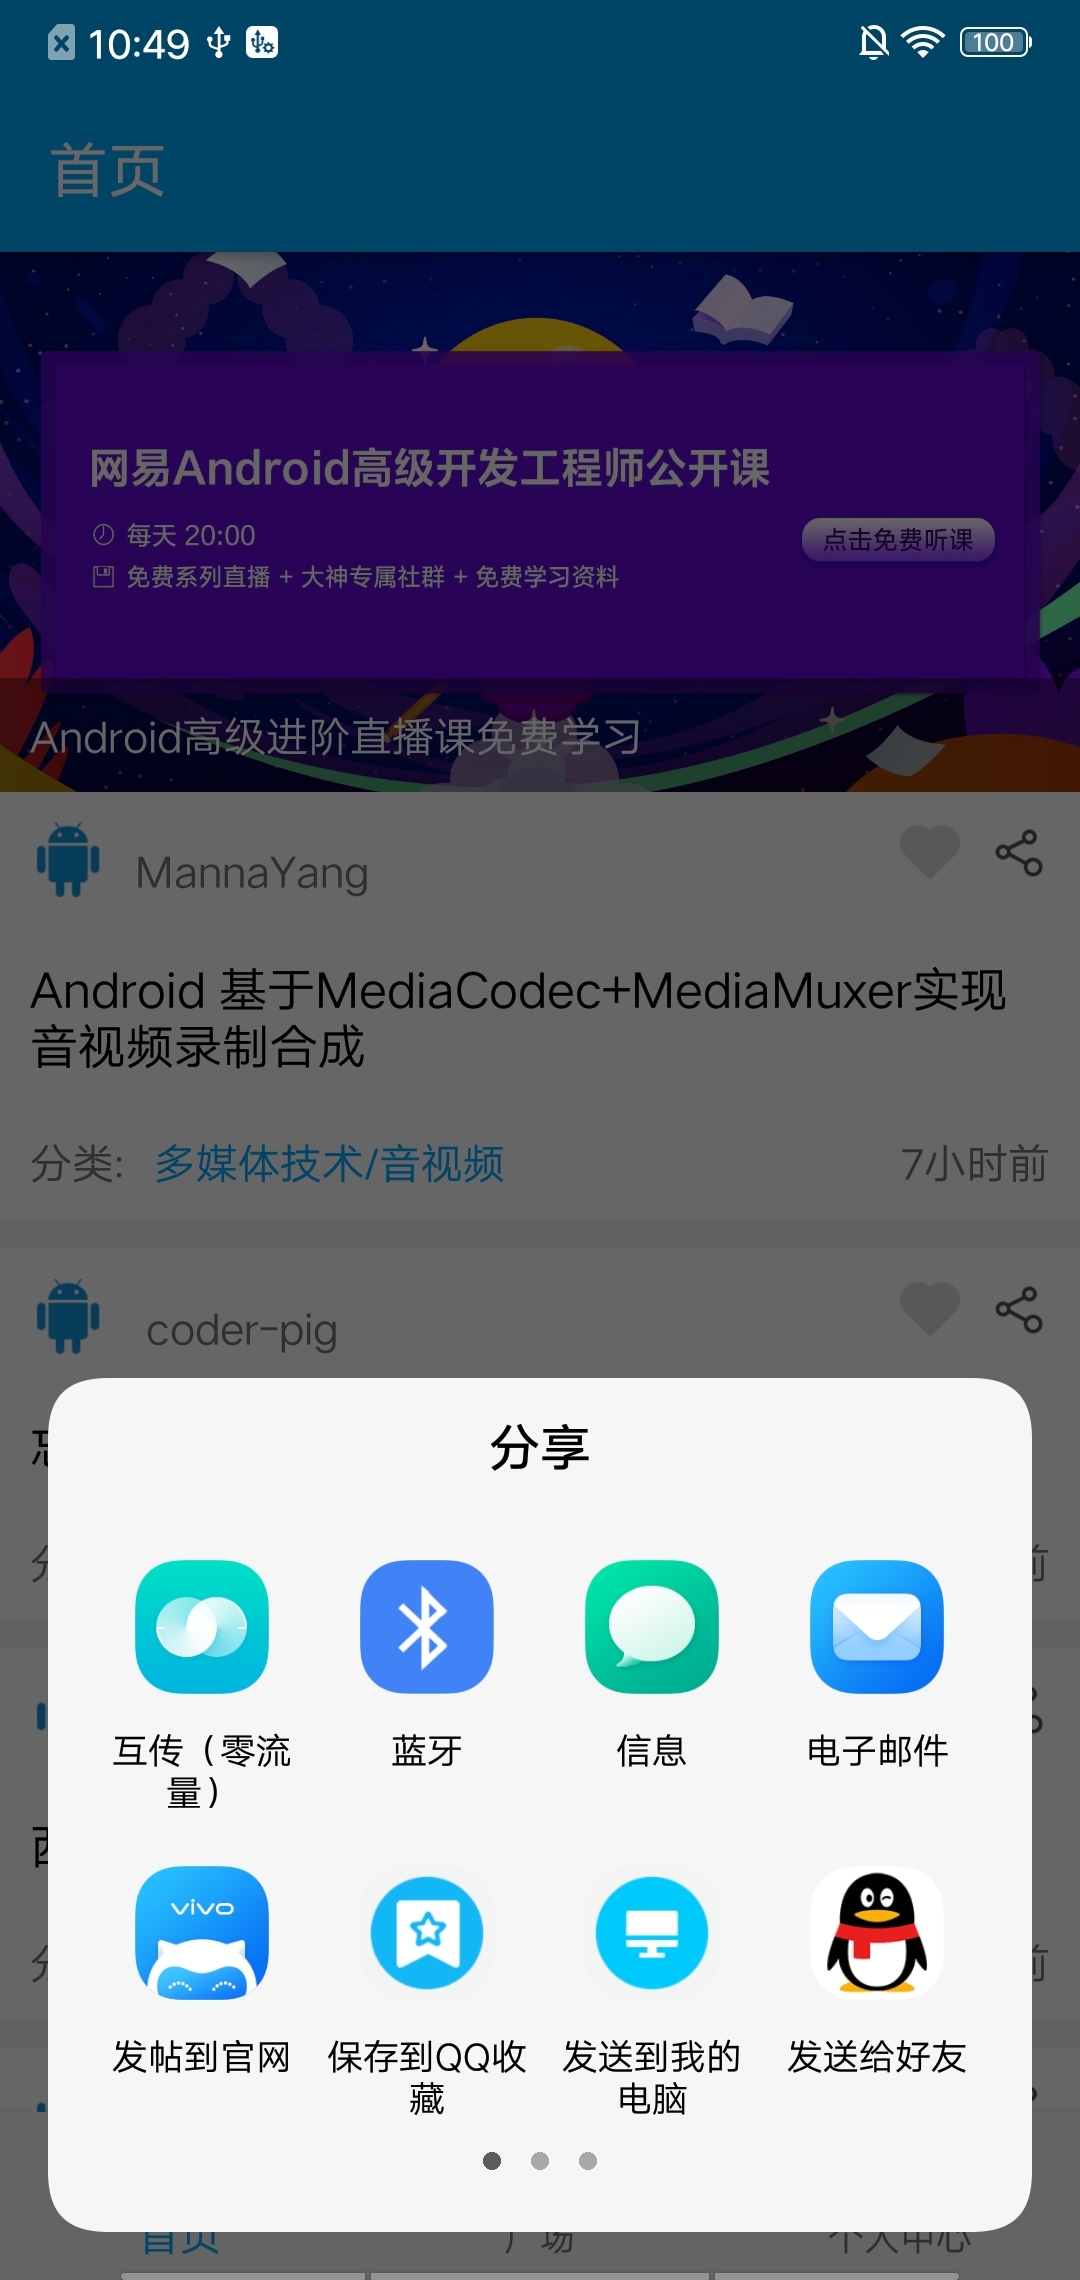 10:49
100
首页
网易Android高级开发工程师公开课
每天 20:00
点击免费听课
免费系列直播 + 大神专属社群 + 免费学习资料
Android高级进阶直播课免费学习
MannaYang
Android 基于MediaCodec+MediaMuxer实现
音视频录制合成
分类: 多媒体技术/音视频
7小时前
coder-pig
分享
互传（零流
量）
蓝牙
信息
电子邮件
vivo
发帖到官网
保存到QQ收
藏
发送到我的
电脑
发送给好友
首页
广场
个人中心